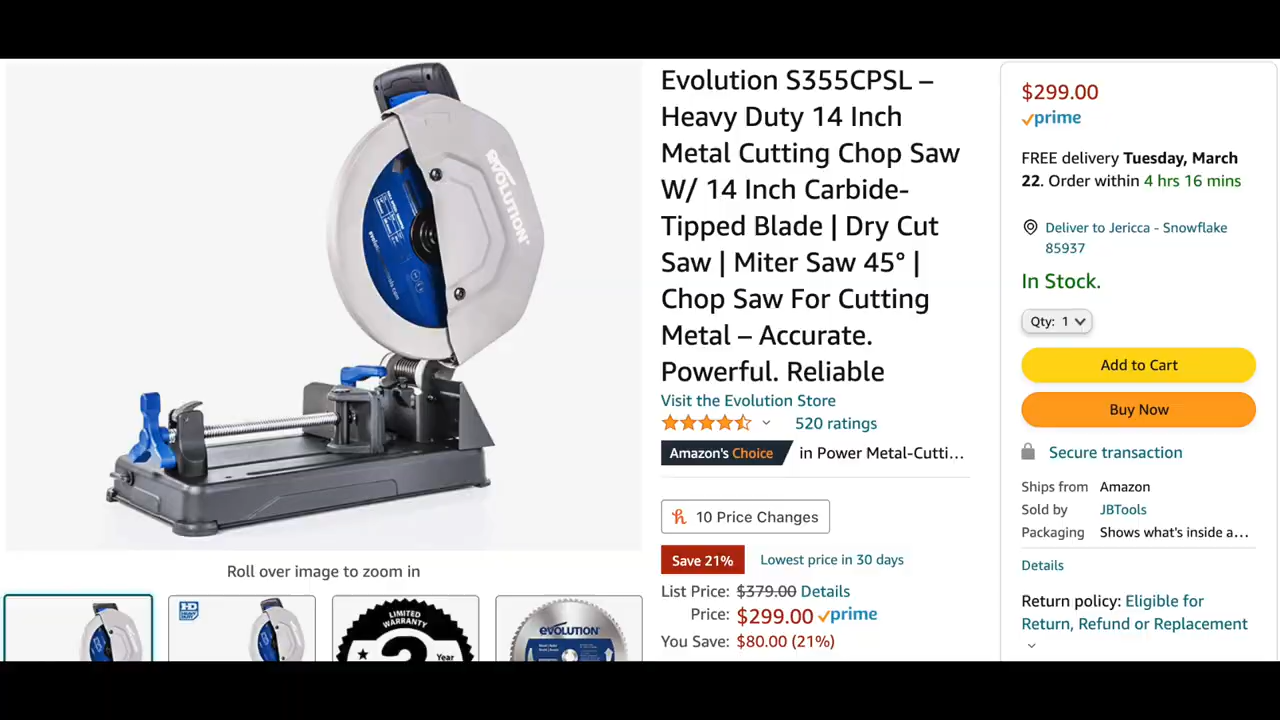 Evolution S355CPSL –
Heavy Duty 14 Inch
Metal Cutting Chop Saw
W/ 14 Inch Carbide-
Tipped Blade | Dry Cut
Saw | Miter Saw 45° |
Chop Saw For Cutting
Metal – Accurate.
Powerful. Reliable
Visit the Evolution Store
520 ratings
Amazon's Choice in Power Metal-Cutti…
10 Price Changes
Save 21% Lowest price in 30 days
List Price: $379.00 Details
Price: $299.00 prime
You Save: $80.00 (21%)
$299.00
prime
FREE delivery Tuesday, March
22. Order within 4 hrs 16 mins
Deliver to Jericca - Snowflake
85937
In Stock.
Qty: 1
Add to Cart
Buy Now
Secure transaction
Ships from Amazon
Sold by JBTools
Packaging Shows what's inside a…
Details
Return policy: Eligible for
Return, Refund or Replacement
EVOLUTION
Roll over image to zoom in
HD
LIMITED
WARRANTY
2 Year
EVOLUTION